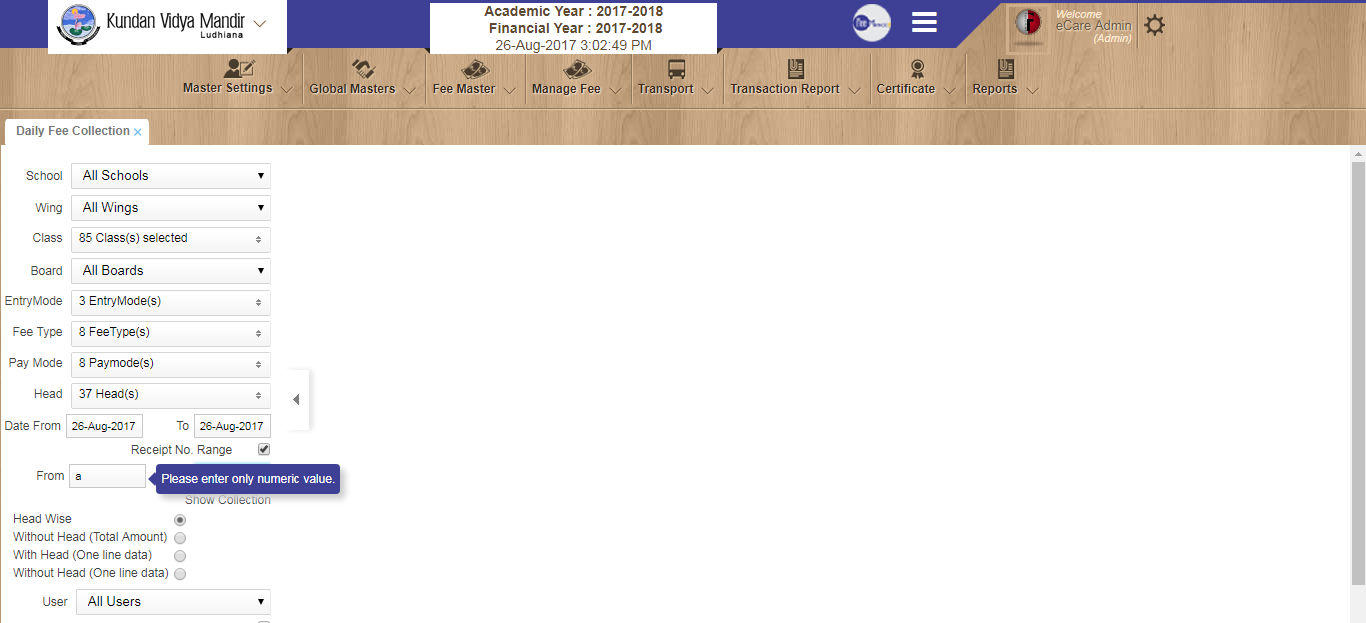 Kundan Vidya Mandir
Ludhiana
Academic Year : 2017-2018
Financial Year : 2017-2018
26-Aug-2017 3:02:49 PM
Welcome
eCare Admin
(Admin)
Master Settings
Global Masters
Fee Master
Manage Fee
Transport
Transaction Report
Certificate
Reports
Daily Fee Collection ×
School All Schools
Wing All Wings
Class 85 Class(s) selected
Board All Boards
EntryMode 3 EntryMode(s)
Fee Type 8 FeeType(s)
Pay Mode 8 Paymode(s)
Head 37 Head(s)
Date From 26-Aug-2017 To 26-Aug-2017
Receipt No. Range
From a Please enter only numeric value.
Show Collection
Head Wise
Without Head (Total Amount)
With Head (One line data)
Without Head (One line data)
User All Users